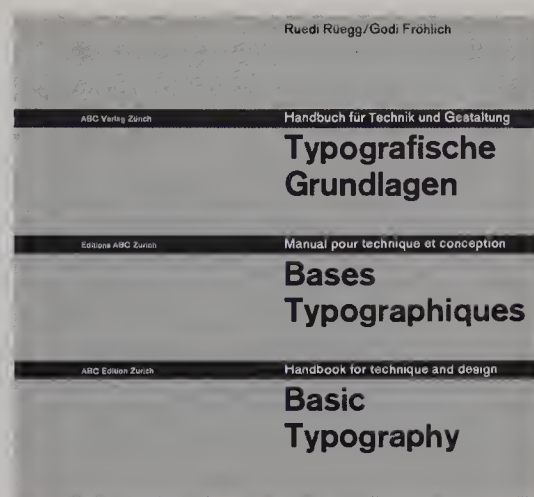 Ruedi Rüegg/Godi Fröhlich
ABC Verlag Zürich Handbuch für Technik und Gestaltung
Typografische
Grundlagen
Editions ABC Zurich Manual pour technique et conception
Bases
Typographiques
ABC Edition Zurich Handbook for technique and design
Basic
Typography